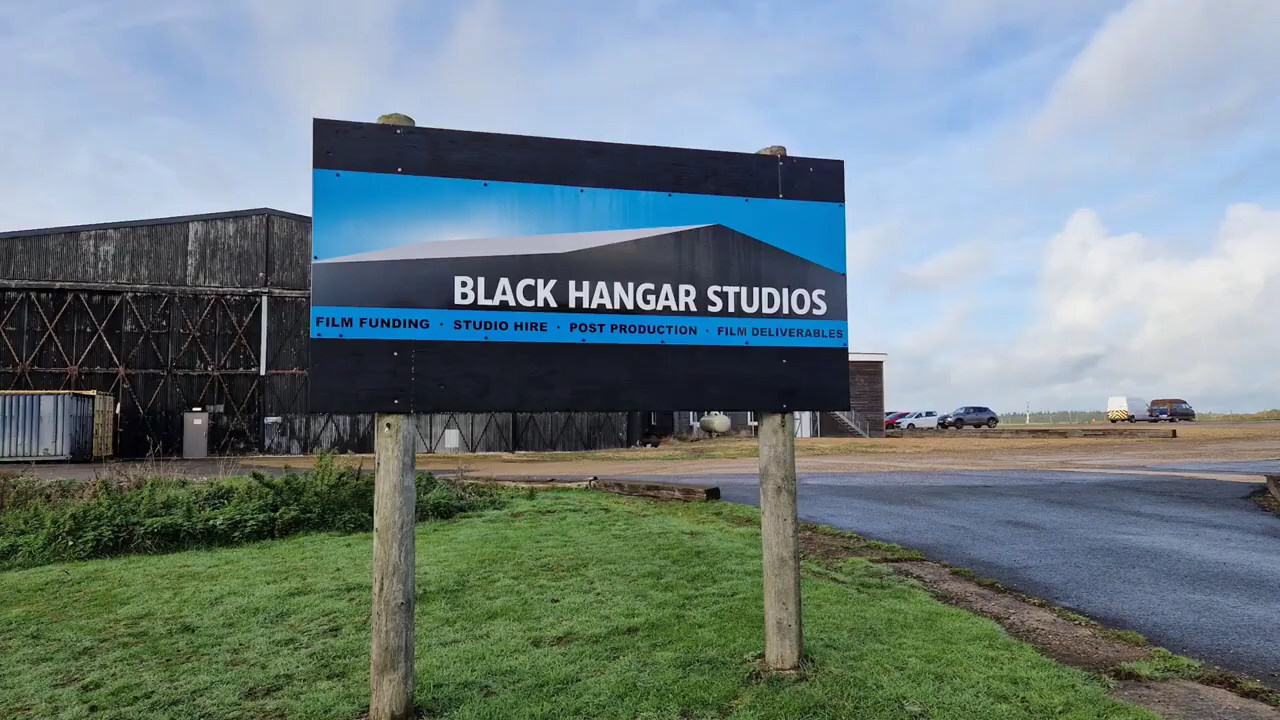 BLACK HANGAR STUDIOS
FILM FUNDING · STUDIO HIRE · POST PRODUCTION · FILM DELIVERABLES